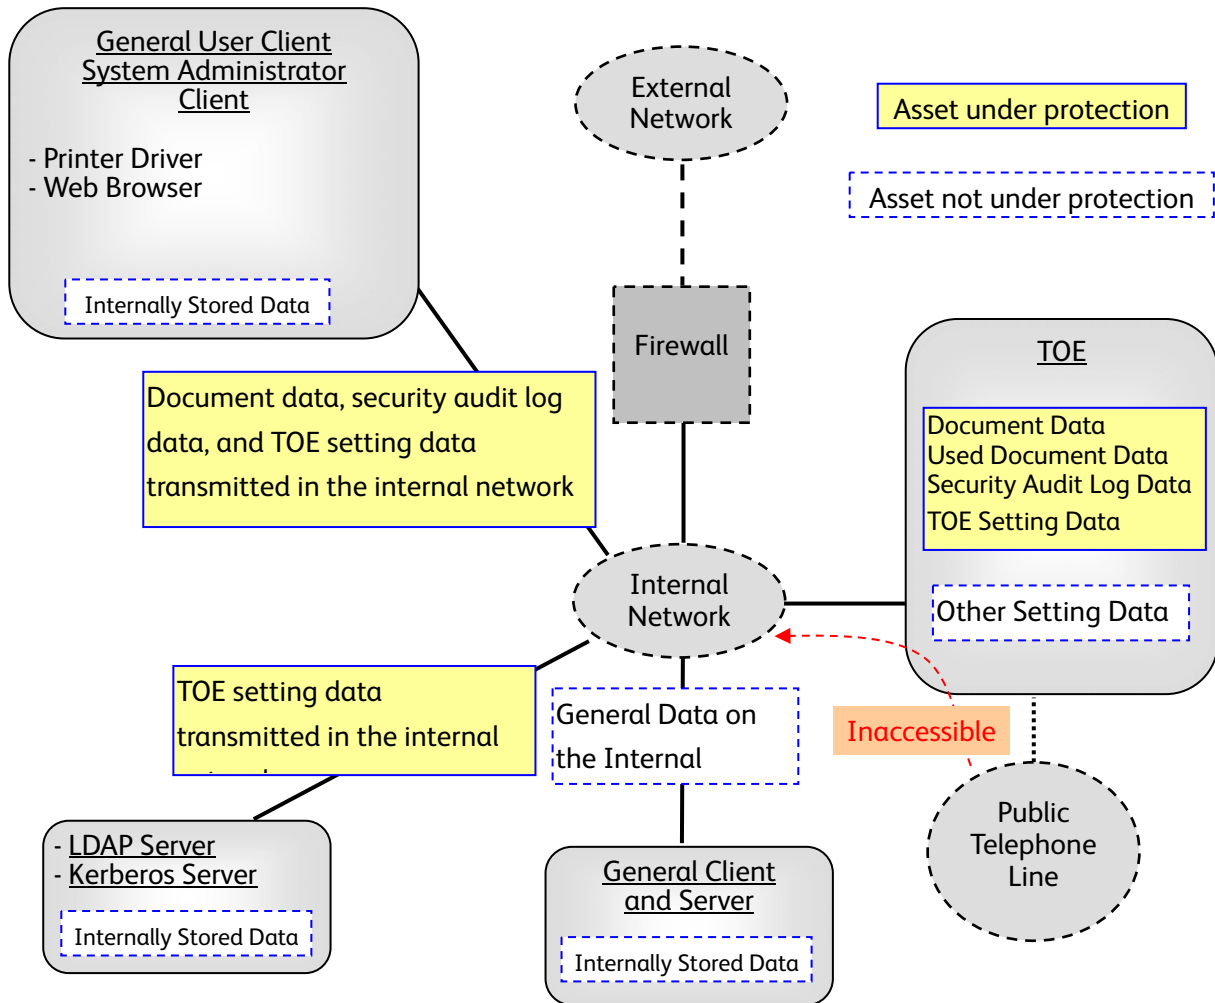 General User Client
System Administrator
Client
- Printer Driver
- Web Browser
Internally Stored Data
External
Network
Asset under protection
Asset not under protection
Firewall
TOE
Document Data
Used Document Data
Security Audit Log Data
TOE Setting Data
Other Setting Data
Document data, security audit log
data, and TOE setting data
transmitted in the internal network
Internal
Network
TOE setting data
transmitted in the internal
General Data on
the Internal
Inaccessible
Public
Telephone
Line
- LDAP Server
- Kerberos Server
Internally Stored Data
General Client
and Server
Internally Stored Data